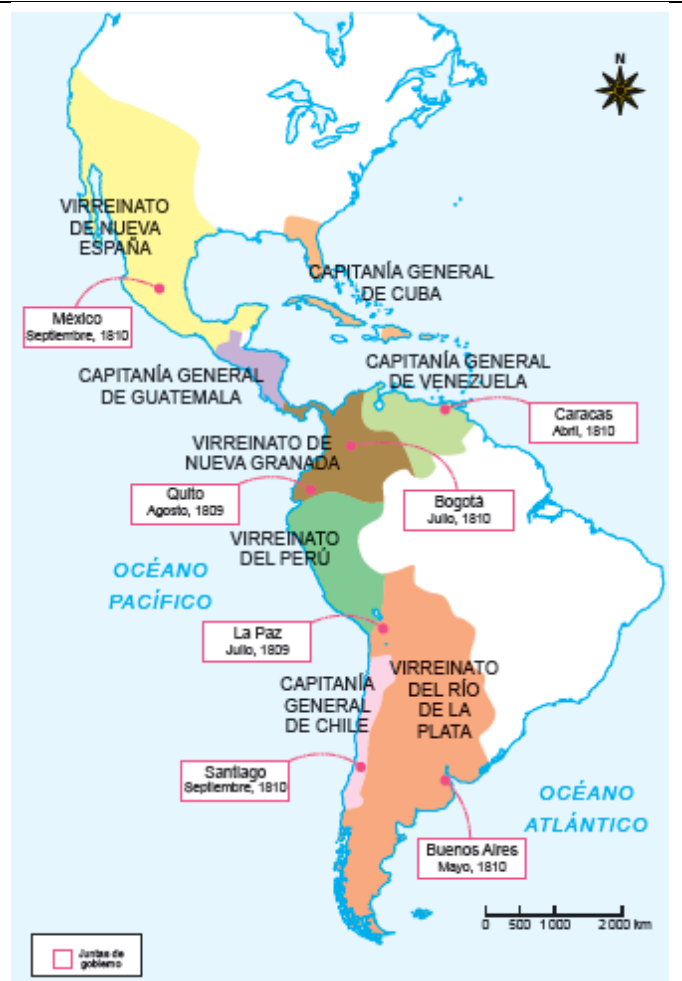 N
VIRREINATO
DE NUEVA
ESPAÑA
CAPITANÍA GENERAL
DE CUBA
México
Septiembre, 1810
CAPITANÍA GENERAL
DE GUATEMALA
CAPITANÍA GENERAL
DE VENEZUELA
Caracas
Abril, 1810
VIRREINATO DE
NUEVA GRANADA
Quito
Agosto, 1809
Bogotá
Julio, 1810
VIRREINATO
DEL PERÚ
OCÉANO
PACÍFICO
La Paz
Julio, 1809
VIRREINATO
DEL RÍO
DE LA
PLATA
CAPITANÍA
GENERAL
DE CHILE
Santiago
Septiembre, 1810
OCÉANO
ATLÁNTICO
Buenos Aires
Mayo, 1810
0 500 1 000 2 000 km
Juntas de
gobierno